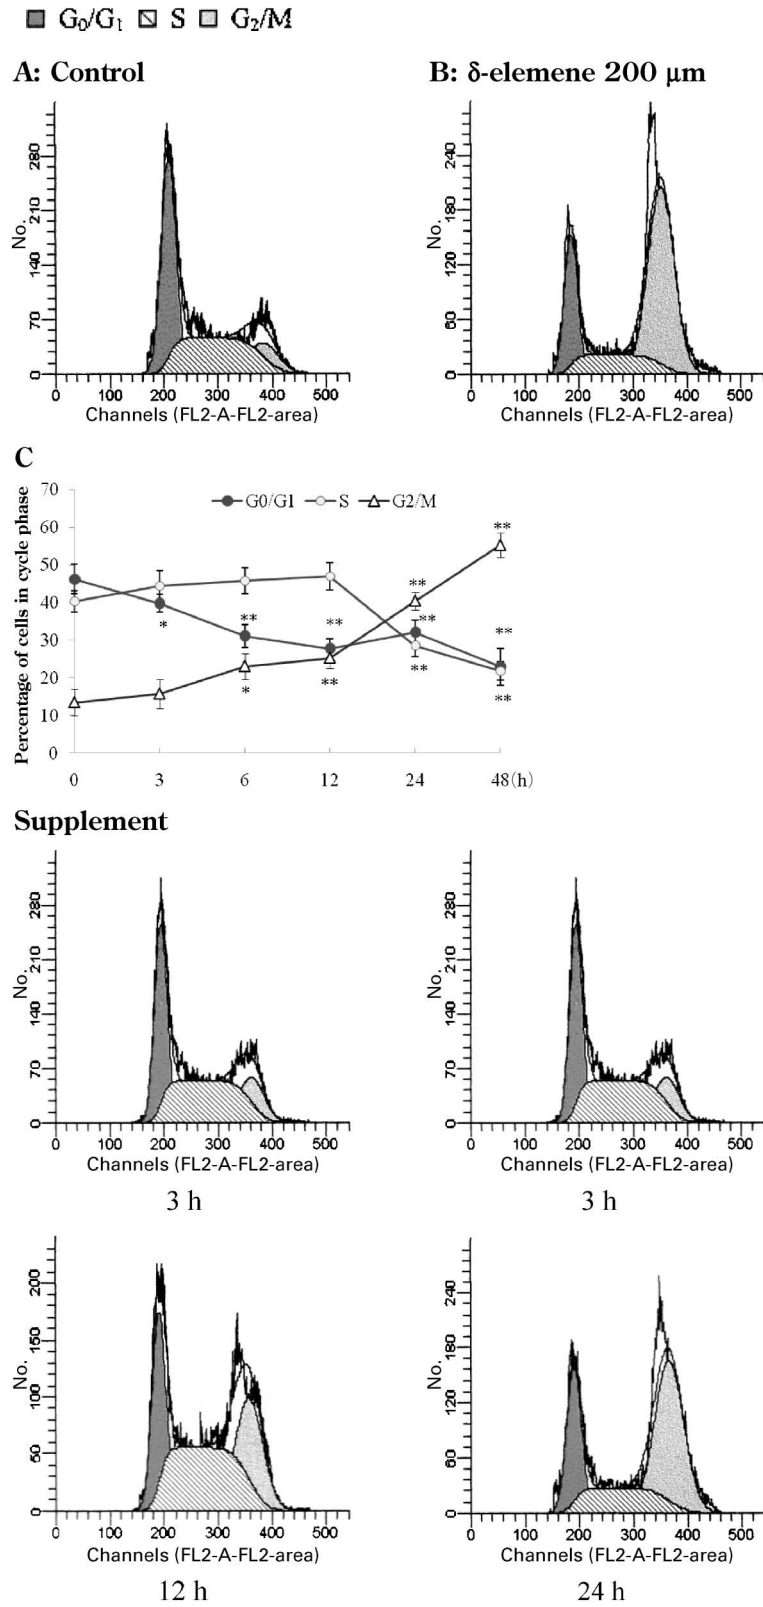 G₀/G₁ S G₂/M
A: Control
B: δ-elemene 200 μm
280
210
140
70
0
No.
0 100 200 300 400 500
Channels (FL2-A-FL2-area)
240
180
120
60
0
No.
0 100 200 300 400 500
Channels (FL2-A-FL2-area)
C
G0/G1 S G2/M
Percentage of cells in cycle phase
70
60
50
40
30
20
10
0
* ** ** ** **
* ** ** **
** **
0 3 6 12 24 48(h)
Supplement
280
210
140
70
0
No.
0 100 200 300 400 500
Channels (FL2-A-FL2-area)
3 h
280
210
140
70
0
No.
0 100 200 300 400 500
Channels (FL2-A-FL2-area)
3 h
200
150
100
50
0
No.
0 100 200 300 400 500
Channels (FL2-A-FL2-area)
12 h
240
180
120
60
0
No.
0 100 200 300 400 500
Channels (FL2-A-FL2-area)
24 h